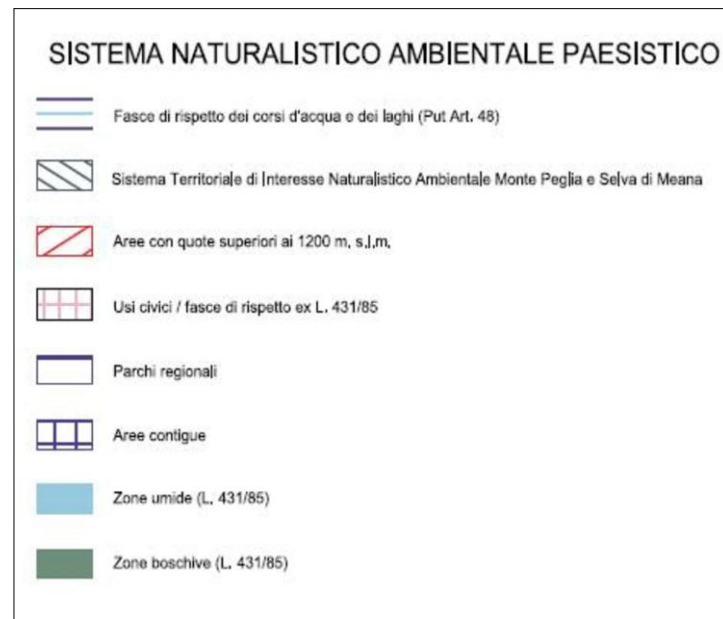 SISTEMA NATURALISTICO AMBIENTALE PAESISTICO
Fasce di rispetto dei corsi d'acqua e dei laghi (Put Art. 48)
Sistema Territoriale di Interesse Naturalistico Ambientale Monte Peglia e Selva di Meana
Aree con quote superiori ai 1200 m. s.l.m.
Usi civici / fasce di rispetto ex L. 431/85
Parchi regionali
Aree contigue
Zone umide (L. 431/85)
Zone boschive (L. 431/85)